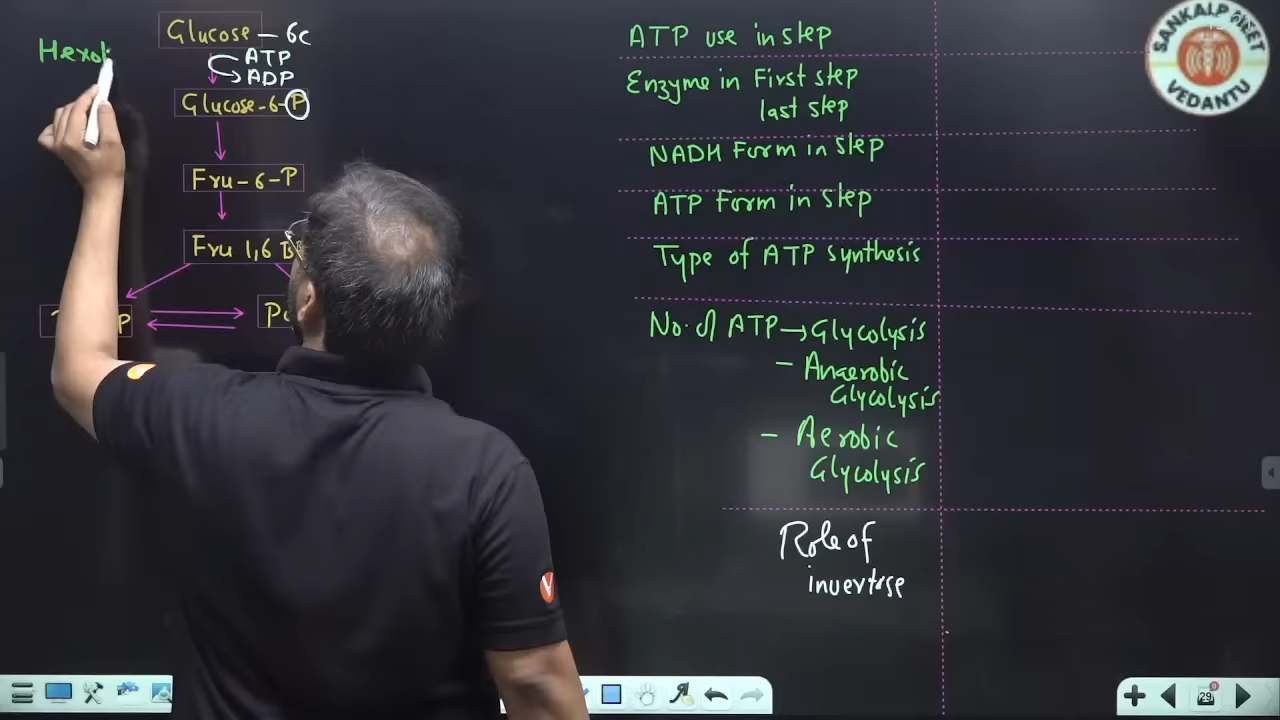 Glucose - 6c
Hexok
ATP
ADP
Glucose-6-P
Fru-6-P
Fru 1,6 B
P
ATP use in step
Enzyme in First step
last step
NADH Form in step
ATP Form in step
Type of ATP synthesis
No. of ATP → Glycolysis
- Anaerobic
Glycolysis
- Aerobic
Glycolysis
Role of
invertase
SANKALP NEET
VEDANTU
29